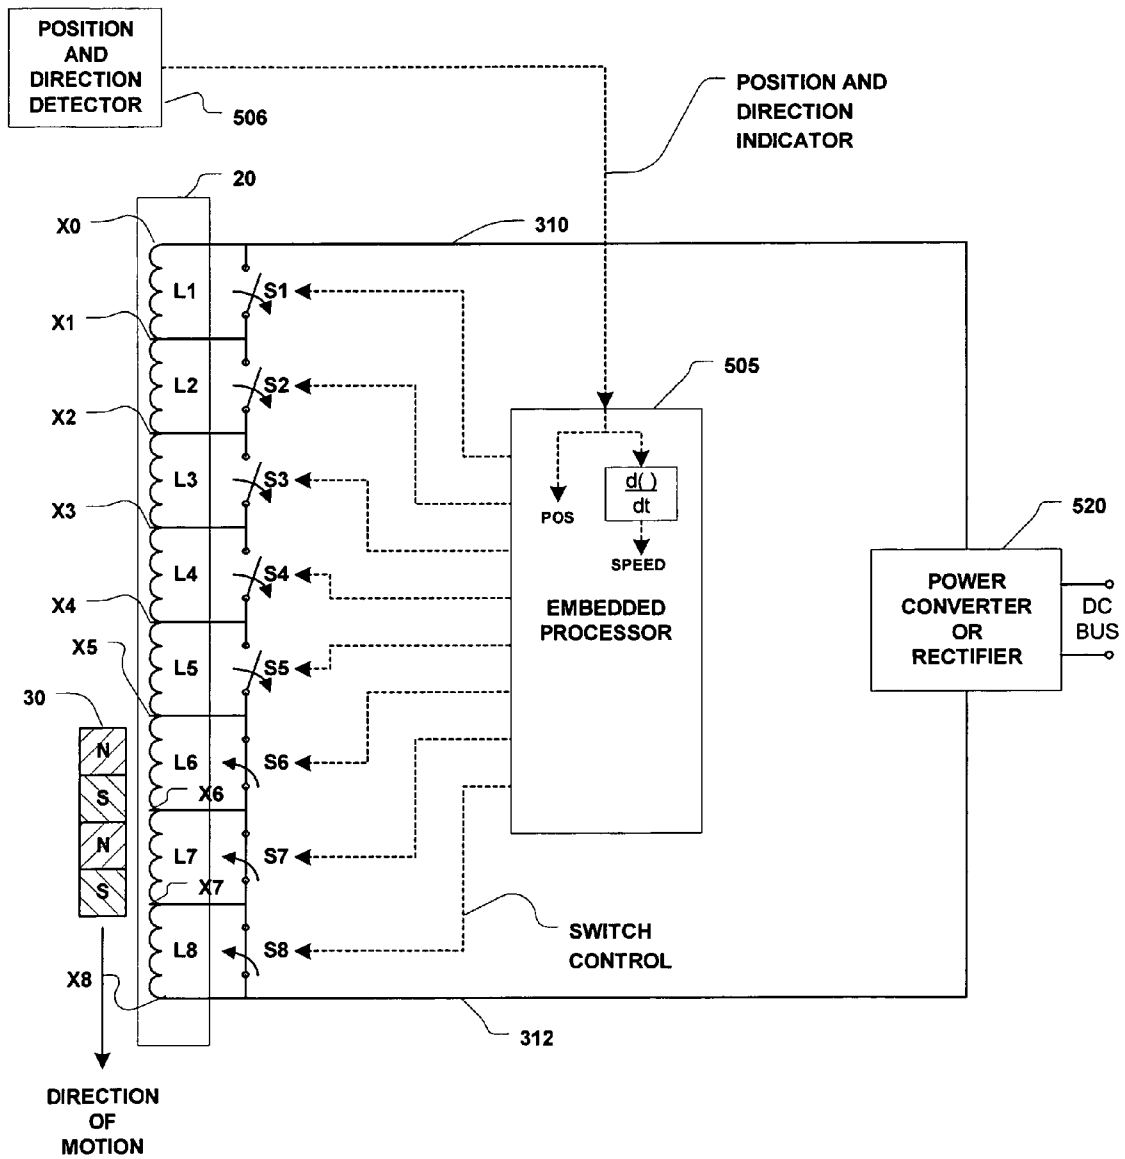 POSITION
AND
DIRECTION
DETECTOR
506
POSITION AND
DIRECTION
INDICATOR
20
X0
310
L1
S1
X1
L2
S2
505
X2
L3
S3
d( )
dt
POS
SPEED
X3
520
L4
S4
EMBEDDED
PROCESSOR
POWER
CONVERTER
OR
RECTIFIER
DC
BUS
X4
X5
L5
S5
30
N
L6
S6
S
X6
N
L7
S7
S
X7
SWITCH
CONTROL
L8
S8
X8
312
DIRECTION
OF
MOTION